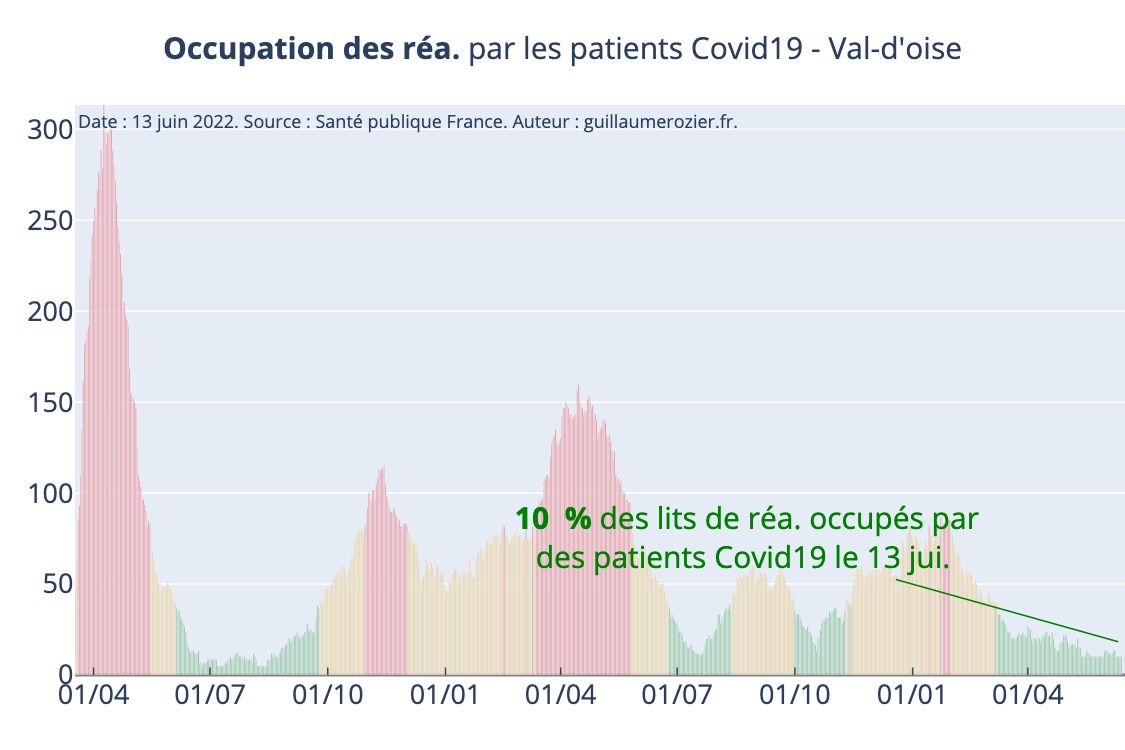 Occupation des réa. par les patients Covid19 - Val-d'oise
Date : 13 juin 2022. Source : Santé publique France. Auteur : guillaumerozier.fr.
300
250
200
150
100
50
0
10 % des lits de réa. occupés par
des patients Covid19 le 13 jui.
01/04 01/07 01/10 01/01 01/04 01/07 01/10 01/01 01/04